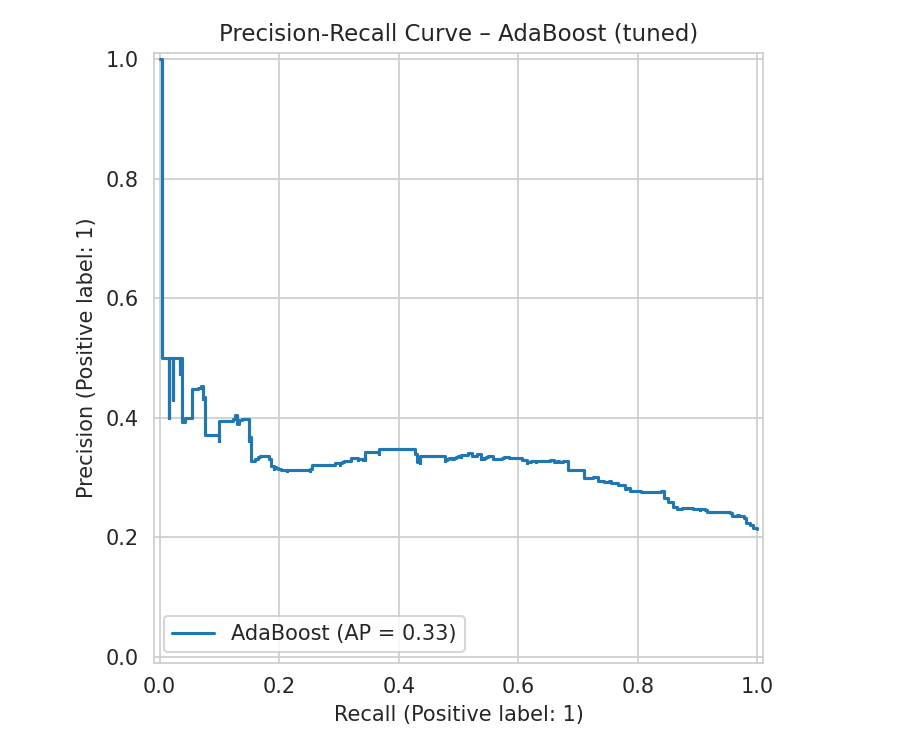 Precision-Recall Curve – AdaBoost (tuned)
Precision (Positive label: 1)
1.0
0.8
0.6
0.4
0.2
0.0
AdaBoost (AP = 0.33)
0.0 0.2 0.4 0.6 0.8 1.0
Recall (Positive label: 1)